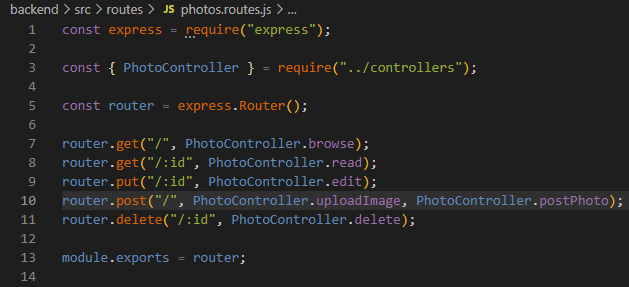 backend > src > routes > JS photos.routes.js > ...
1 const express = require("express");
2
3 const { PhotoController } = require("../controllers");
4
5 const router = express.Router();
6
7 router.get("/", PhotoController.browse);
8 router.get("/:id", PhotoController.read);
9 router.put("/:id", PhotoController.edit);
10 router.post("/", PhotoController.uploadImage, PhotoController.postPhoto);
11 router.delete("/:id", PhotoController.delete);
12
13 module.exports = router;
14